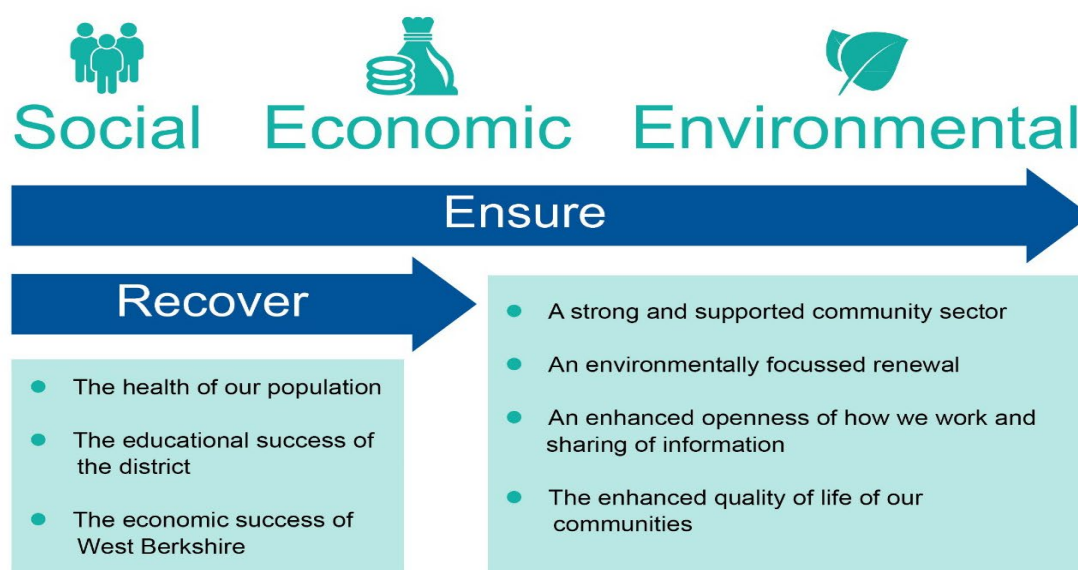 Social Economic Environmental
Ensure
Recover
The health of our population
The educational success of
the district
The economic success of
West Berkshire
A strong and supported community sector
An environmentally focussed renewal
An enhanced openness of how we work and
sharing of information
The enhanced quality of life of our
communities